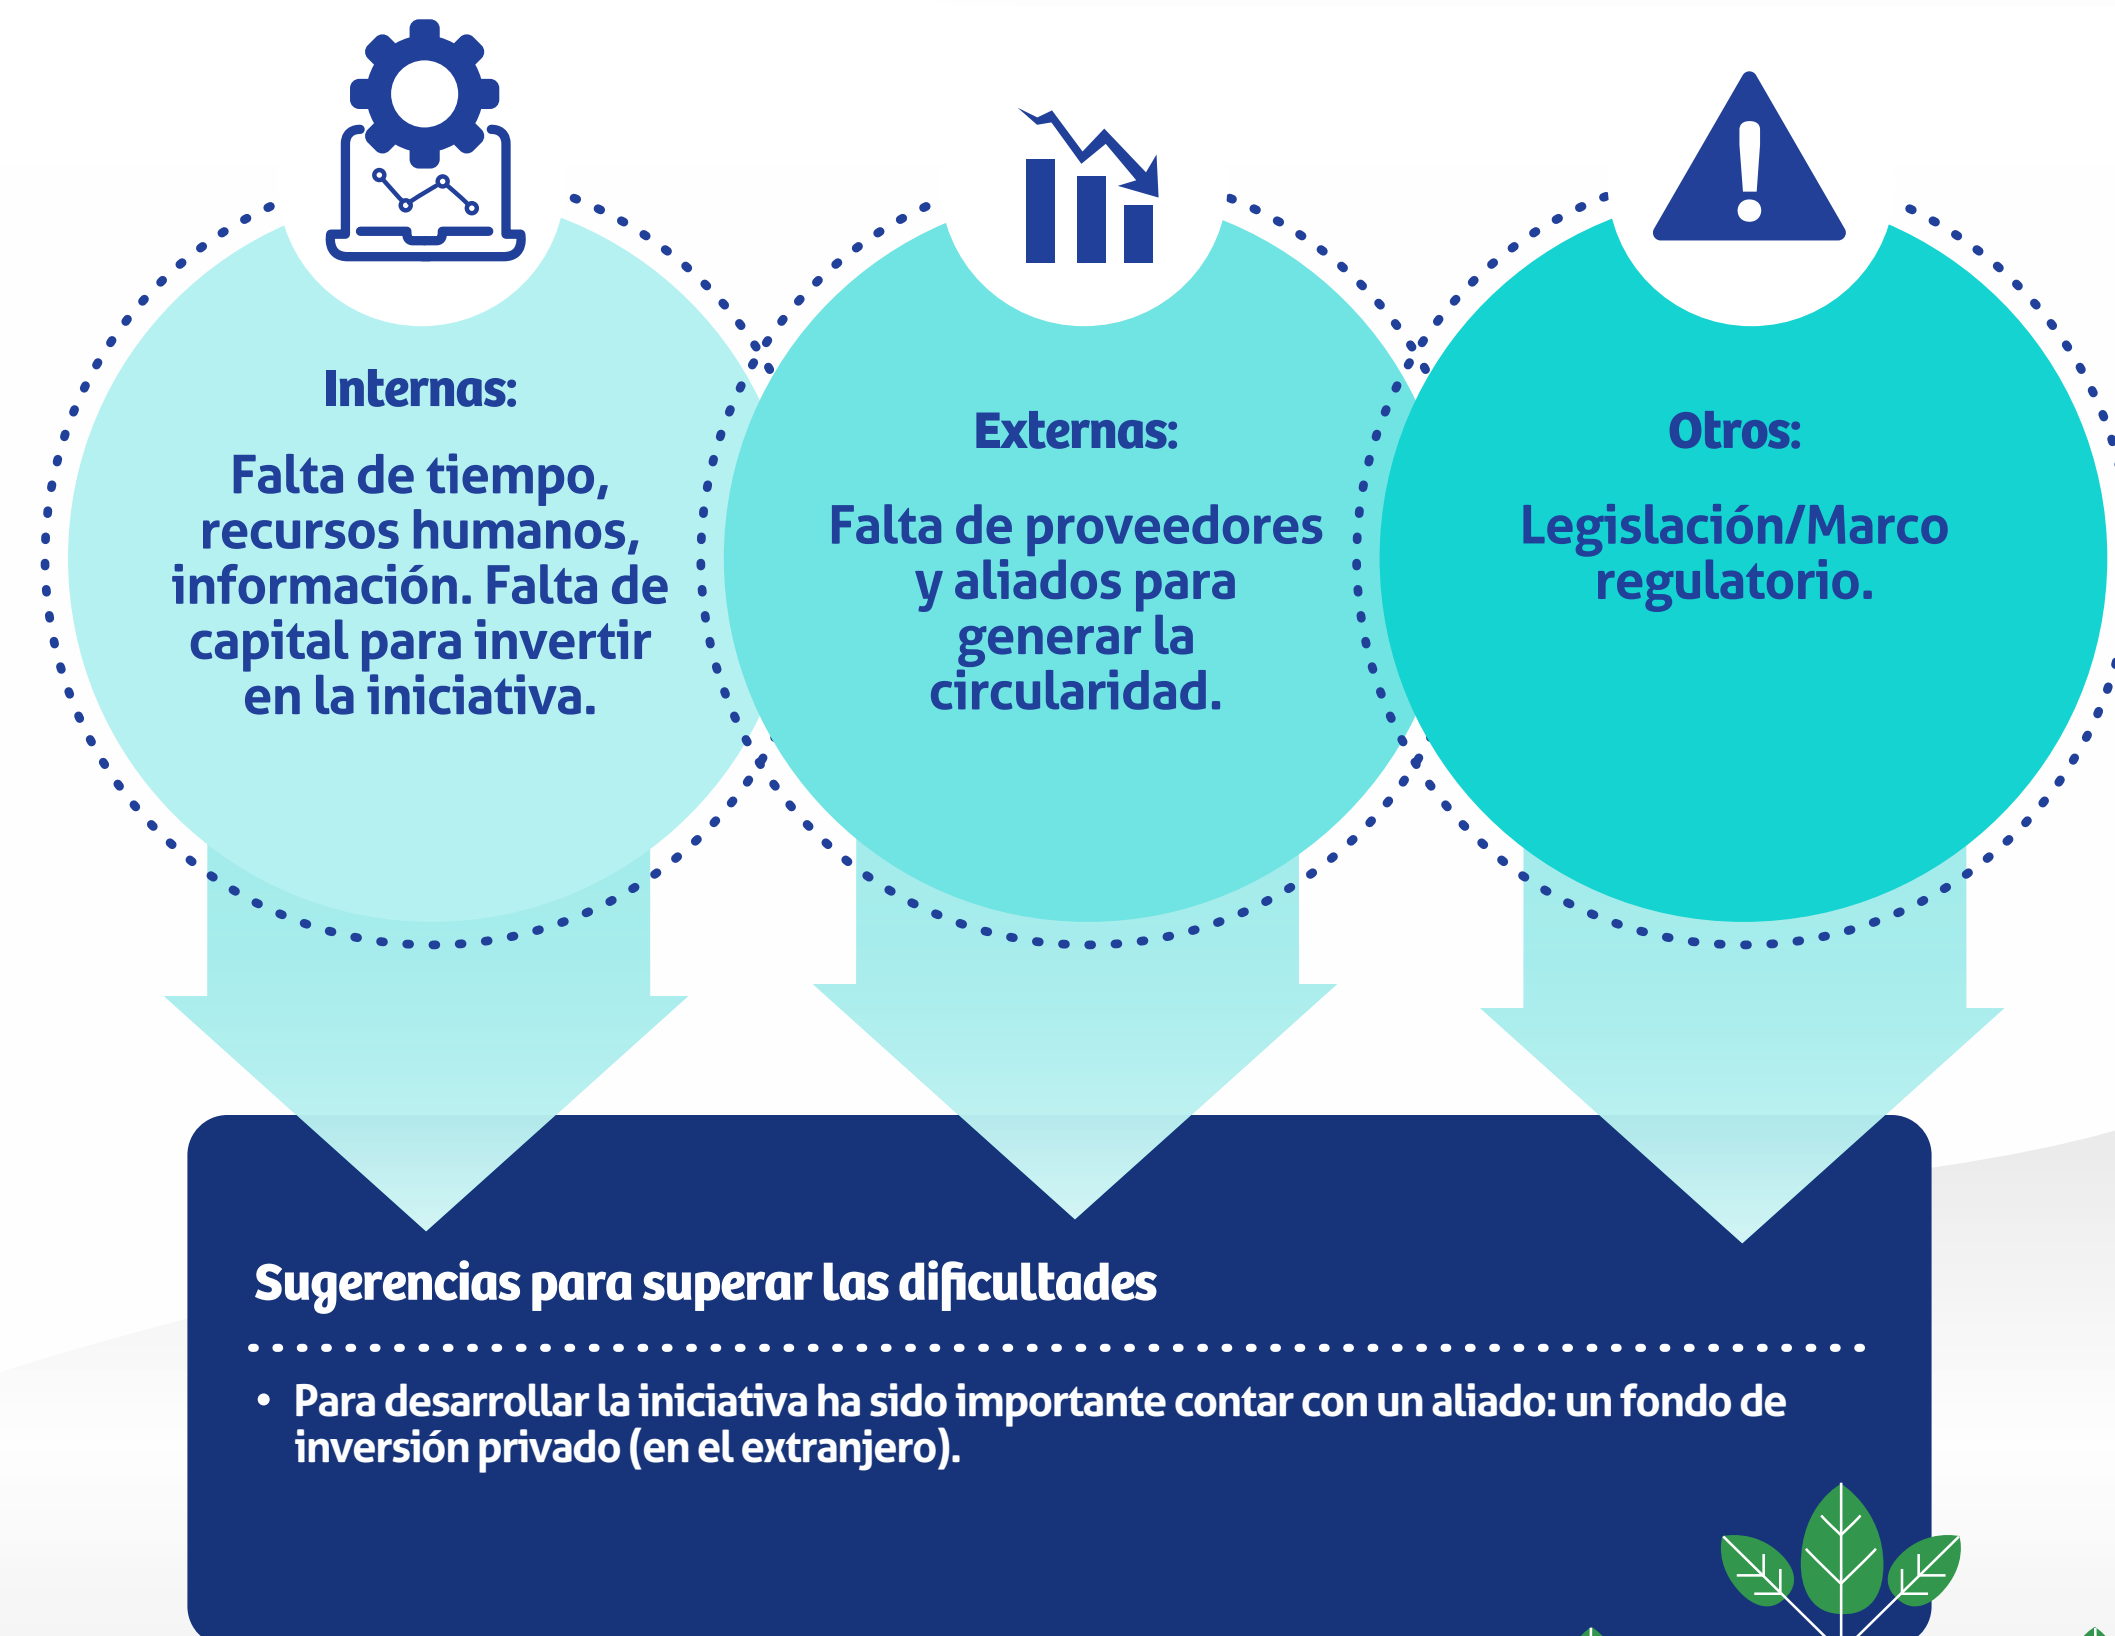 Internas:
Falta de tiempo,
recursos humanos,
información. Falta de
capital para invertir
en la iniciativa.
Externas:
Falta de proveedores
y aliados para
generar la
circularidad.
Otros:
Legislación/Marco
regulatorio.
Sugerencias para superar las dificultades
• Para desarrollar la iniciativa ha sido importante contar con un aliado: un fondo de
inversión privado (en el extranjero).